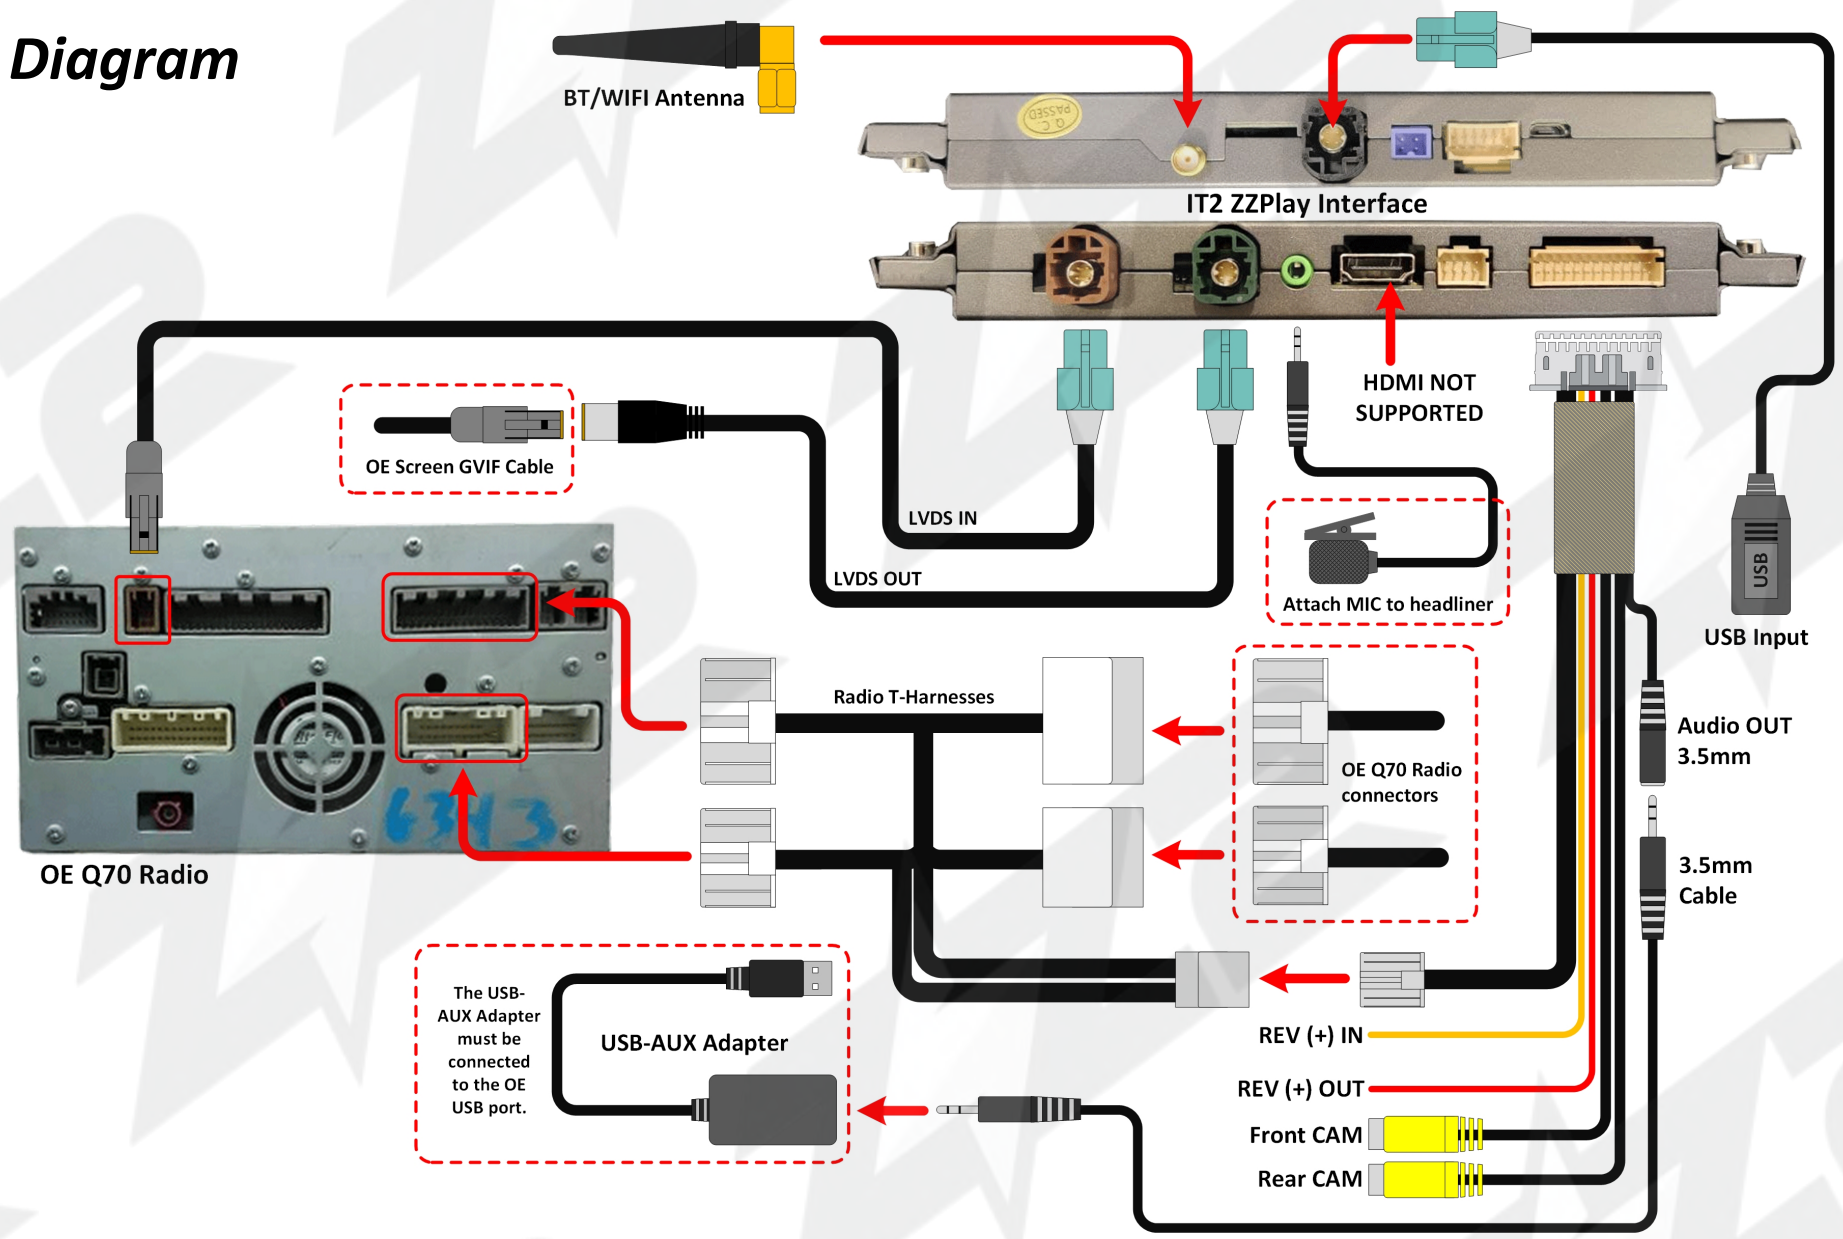 Diagram
BT/WIFI Antenna
Q.C.
PASSED
IT2 ZZPlay Interface
HDMI NOT
SUPPORTED
OE Screen GVIF Cable
LVDS IN
LVDS OUT
Attach MIC to headliner
USB
USB Input
Radio T-Harnesses
Audio OUT
3.5mm
OE Q70 Radio
connectors
6343
OE Q70 Radio
3.5mm
Cable
The USB-
AUX Adapter
must be
connected
to the OE
USB port.
USB-AUX Adapter
REV (+) IN
REV (+) OUT
Front CAM
Rear CAM